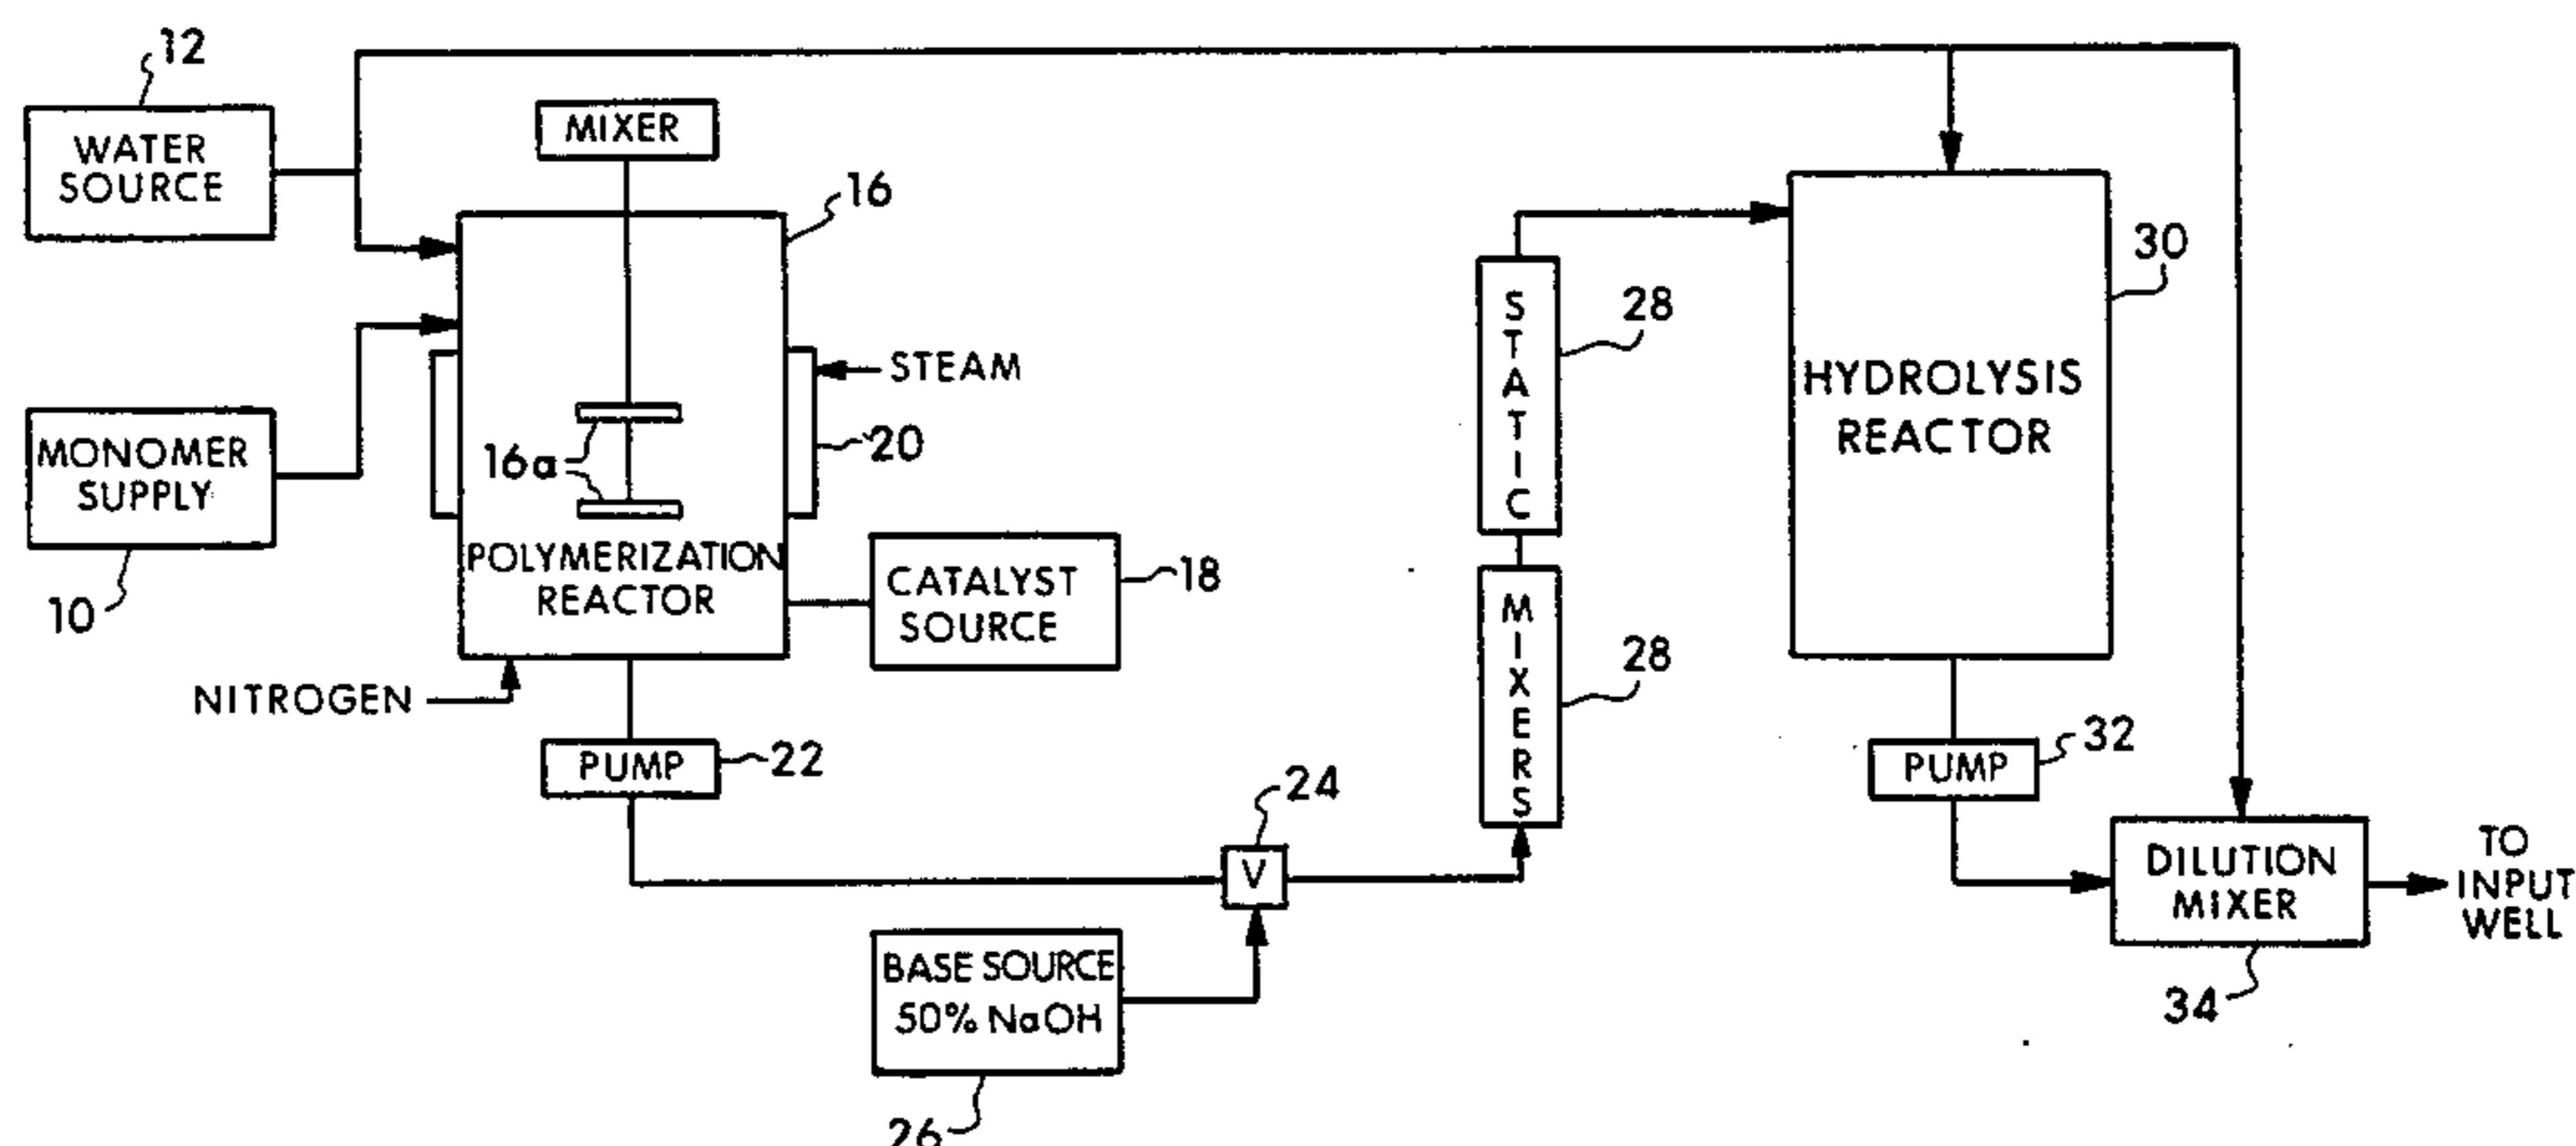 12
WATER
SOURCE
MIXER
16
MONOMER
SUPPLY
10
STEAM
16a
20
POLYMERIZATION
REACTOR
CATALYST
SOURCE
18
NITROGEN
PUMP
22
24
V
BASE SOURCE
50% NaOH
26
STATIC
28
MIXERS
28
HYDROLYSIS
REACTOR
30
PUMP
32
DILUTION
MIXER
34
TO
INPUT
WELL